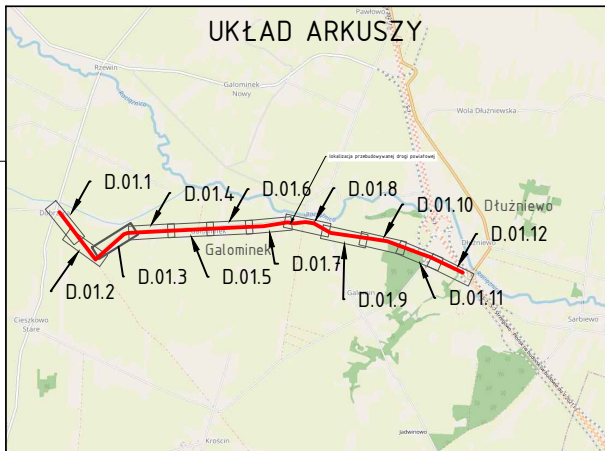 UKŁAD ARKUSZY
Pawłowo
Rzewin
Galominek
Nowy
Wola Dłużniewska
lokalizacja przebudowywanej drogi powiatowej
D.01.1
D.01.4
D.01.6
D.01.8
D.01.10
Dłużniewo
D.01.12
Dłużniewo
Galominek
D.01.2
D.01.3
D.01.5
D.01.7
D.01.9
D.01.11
Cieszkowo
Stare
Sarbiewo
Krościn
Jadwinowo